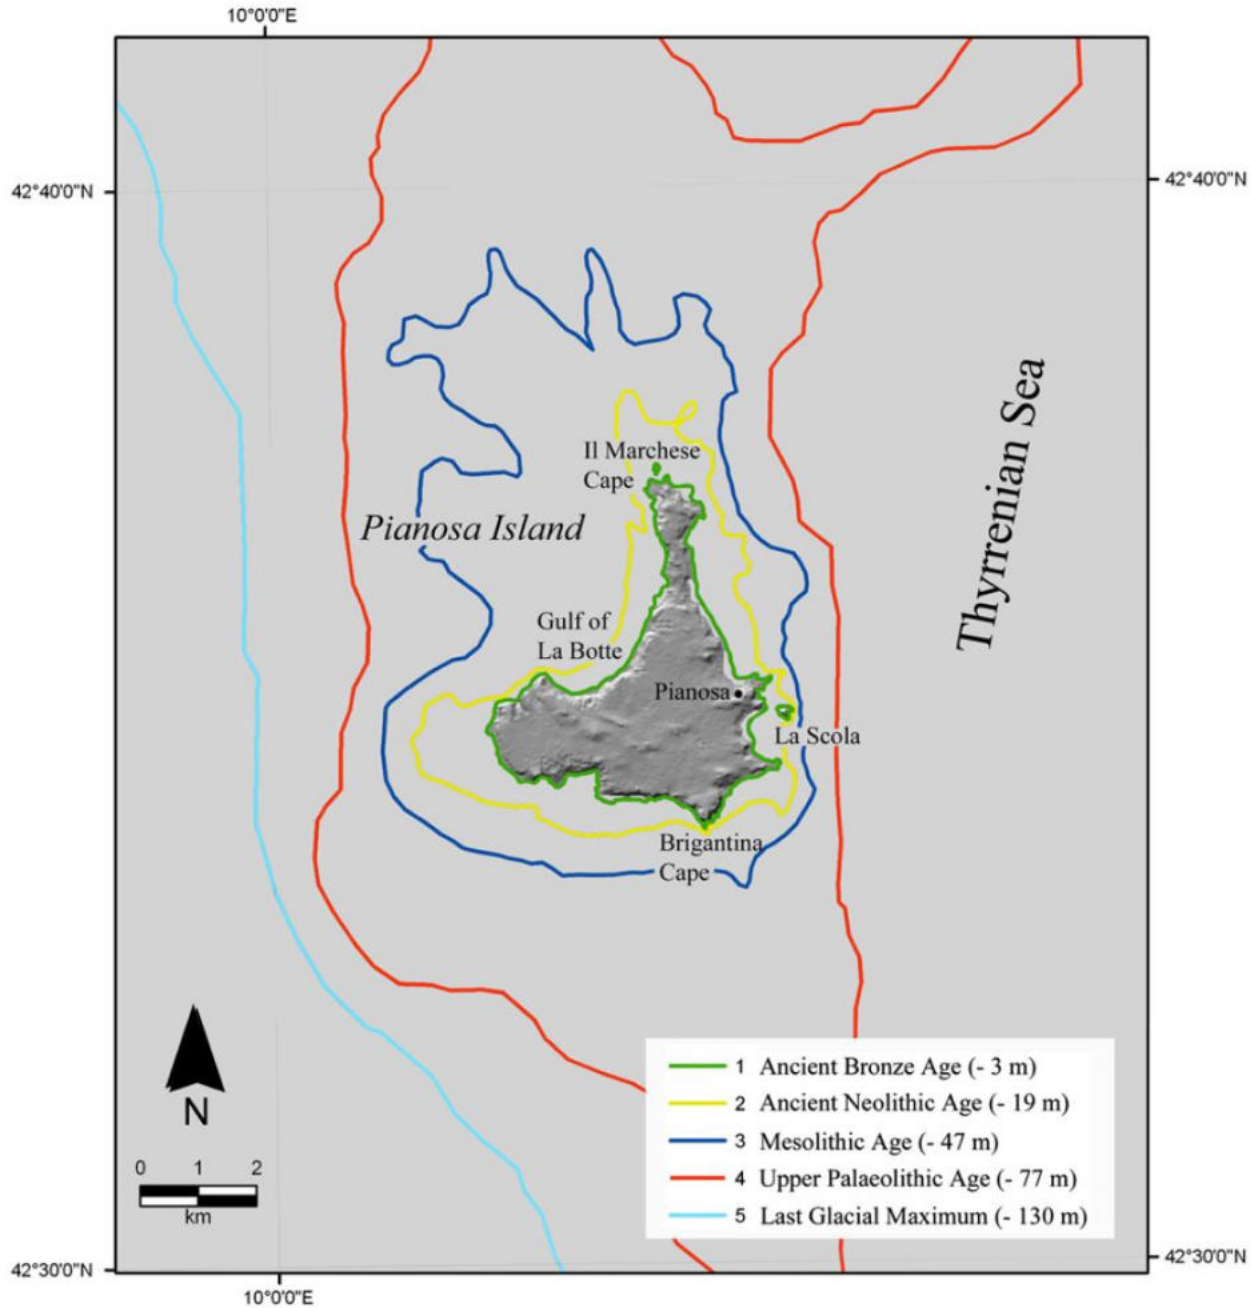 10°0'0"E
42°40'0"N
42°40'0"N
Il Marchese
Cape
Pianosa Island
Thyrrenian Sea
Gulf of
La Botte
Pianosa
La Scola
Brigantina
Cape
N
0 1 2
km
1 Ancient Bronze Age (- 3 m)
2 Ancient Neolithic Age (- 19 m)
3 Mesolithic Age (- 47 m)
4 Upper Palaeolithic Age (- 77 m)
5 Last Glacial Maximum (- 130 m)
42°30'0"N
42°30'0"N
10°0'0"E